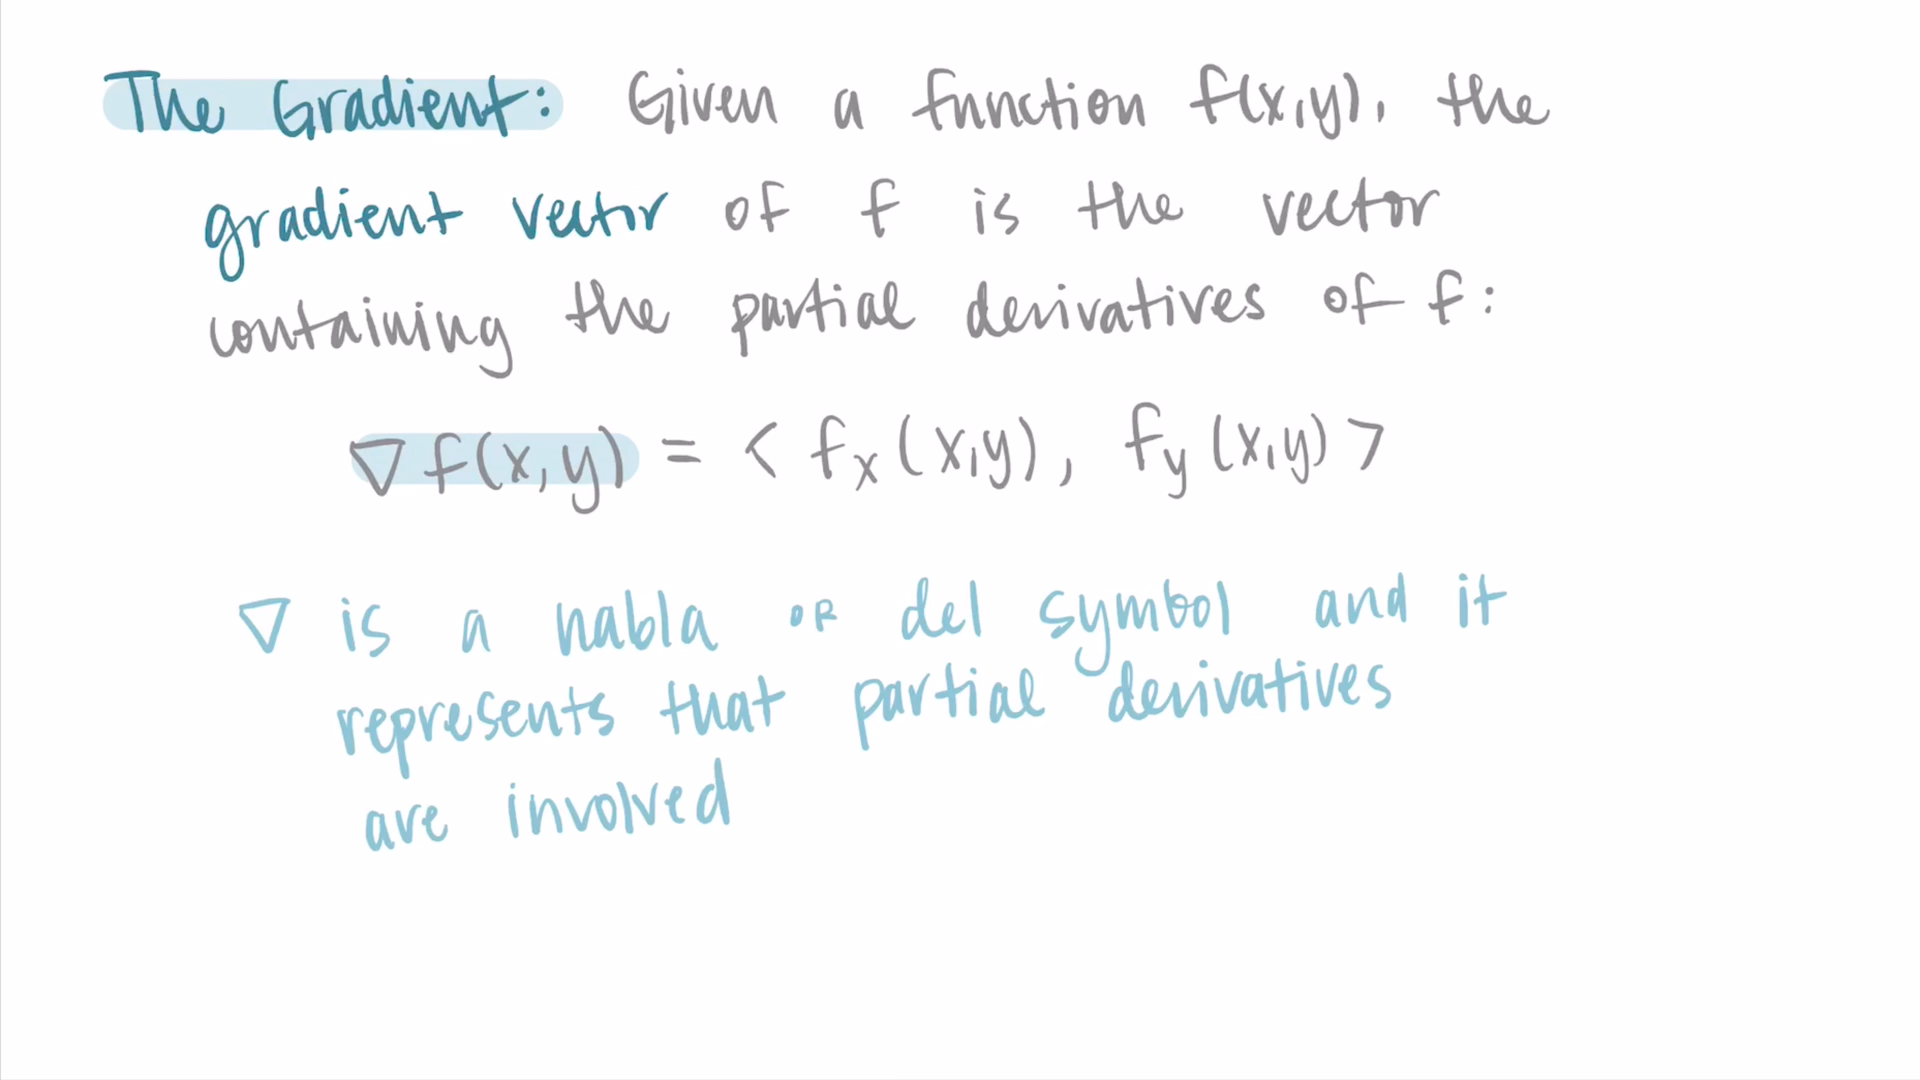 The Gradient: Given a function f(x,y), the
gradient vector of f is the vector
containing the partial derivatives of f:
∇f(x,y) = < fx(x,y), fy(x,y) >
∇ is a nabla OR del symbol and it
represents that partial derivatives
are involved